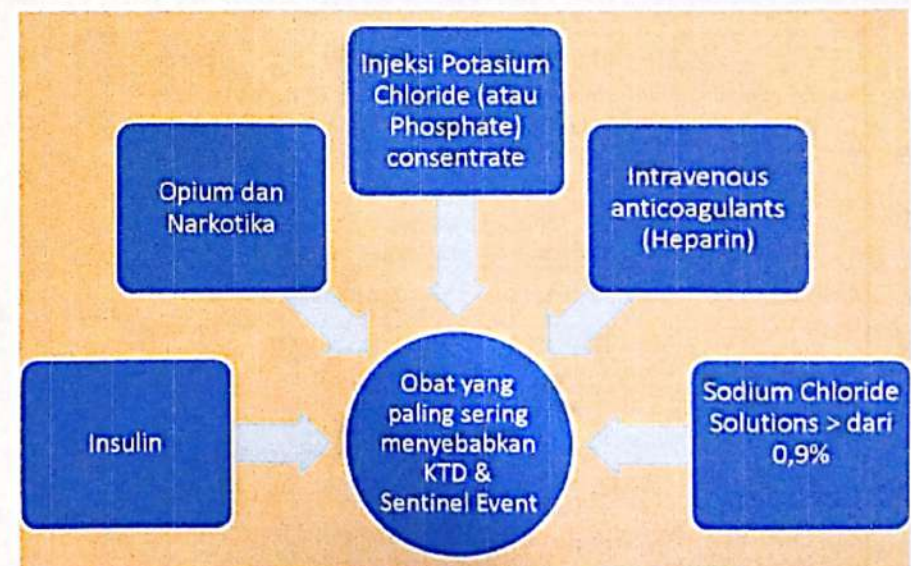 Injeksi Potasium
Chloride (atau
Phosphate)
consentrate
Opium dan
Narkotika
Intravenous
anticoagulants
(Heparin)
Insulin
Obat yang
paling sering
menyebabkan
KTD &
Sentinel Event
Sodium Chloride
Solutions > dari
0,9%